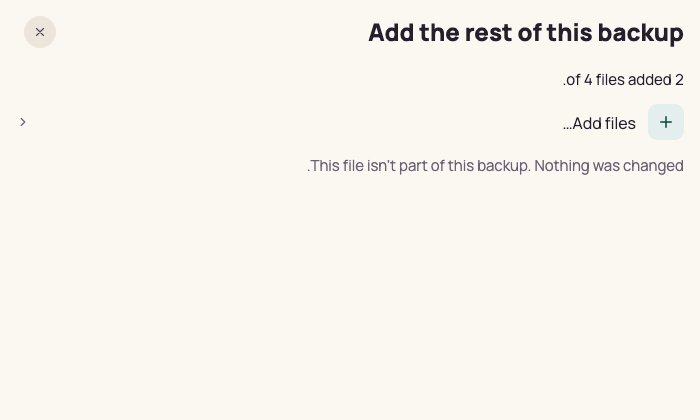 Add the rest of this backup
2 of 4 files added.
Add files…
This file isn't part of this backup. Nothing was changed.